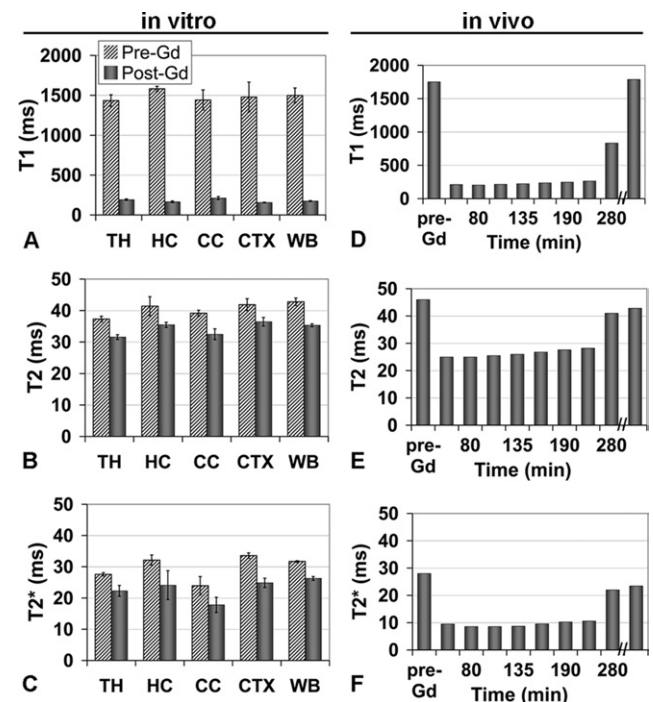 in vitro
in vivo
Pre-Gd
Post-Gd
2000
1500
1000
500
0
T1 (ms)
A
TH HC CC CTX WB
2000
1500
1000
500
0
T1 (ms)
D
pre-Gd 80 135 190 280
Time (min)
50
40
30
20
10
0
T2 (ms)
B
TH HC CC CTX WB
50
40
30
20
10
0
T2 (ms)
E
pre-Gd 80 135 190 280
Time (min)
50
40
30
20
10
0
T2* (ms)
C
TH HC CC CTX WB
50
40
30
20
10
0
T2* (ms)
F
pre-Gd 80 135 190 280
Time (min)